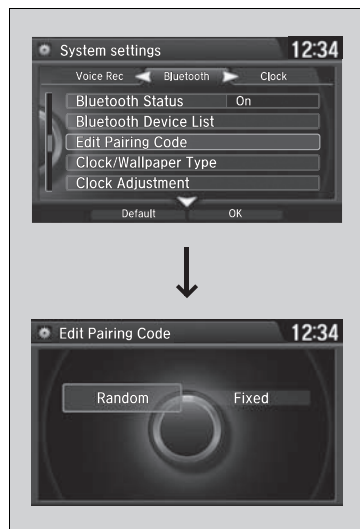 System settings 12:34
Voice Rec Bluetooth Clock
Bluetooth Status On
Bluetooth Device List
Edit Pairing Code
Clock/Wallpaper Type
Clock Adjustment
Default OK
Edit Pairing Code 12:34
Random Fixed